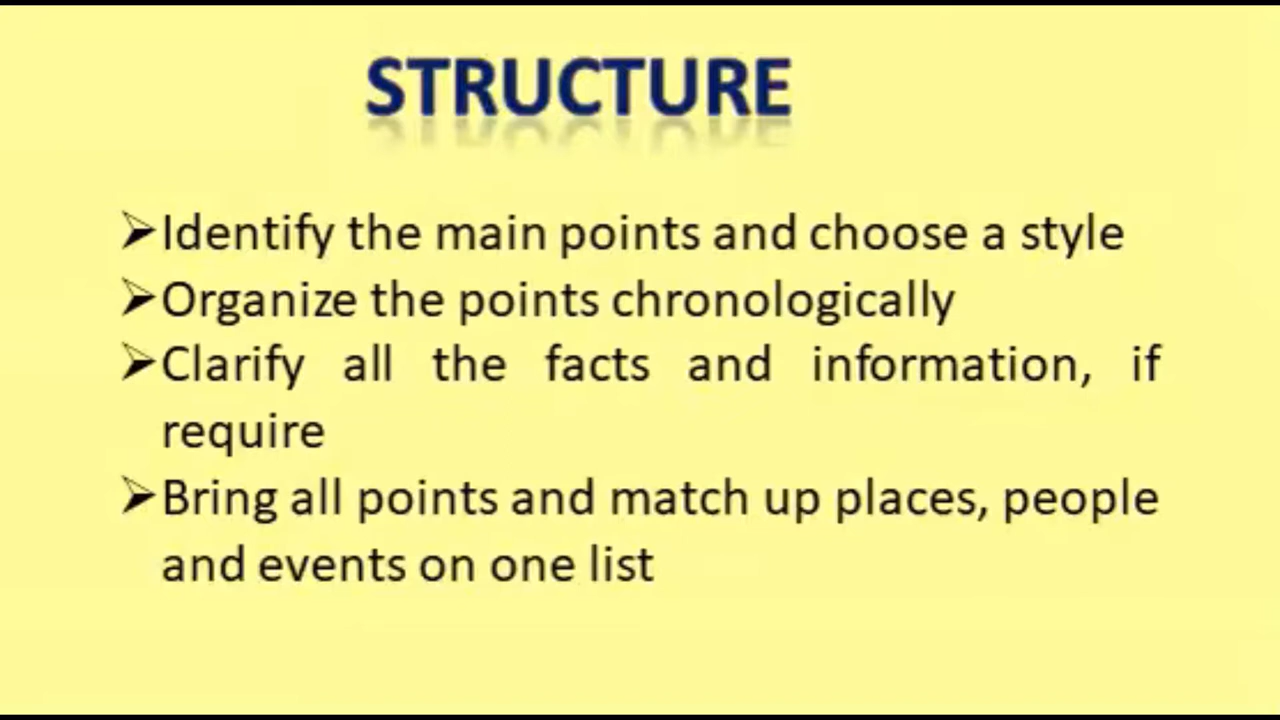 STRUCTURE
➢Identify the main points and choose a style
➢Organize the points chronologically
➢Clarify all the facts and information, if
require
➢Bring all points and match up places, people
and events on one list